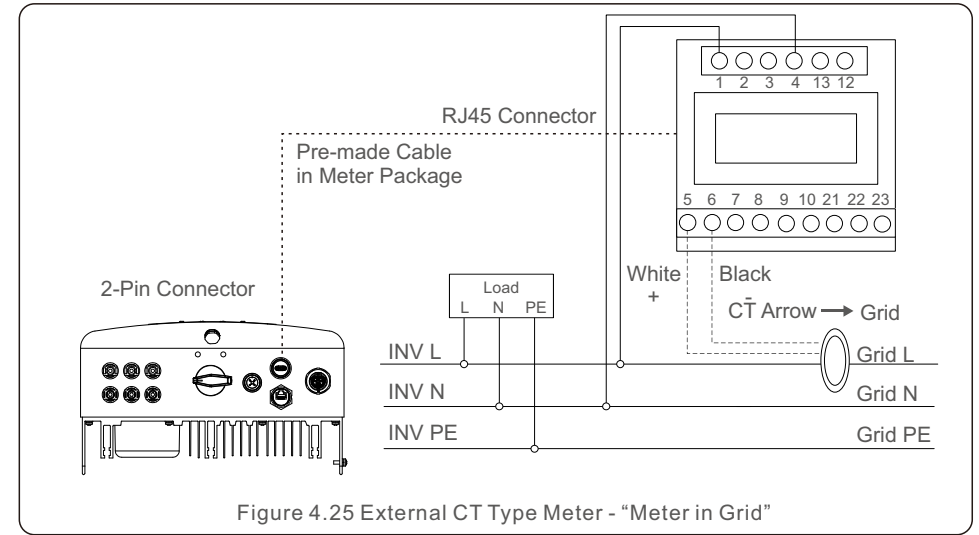 1 2 3 4 13 12
RJ45 Connector
Pre-made Cable
in Meter Package
5 6 7 8 9 10 21 22 23
White
+
Black
-
2-Pin Connector
Load
L N PE
CT Arrow → Grid
INV L
Grid L
INV N
Grid N
INV PE
Grid PE
Figure 4.25 External CT Type Meter - “Meter in Grid”